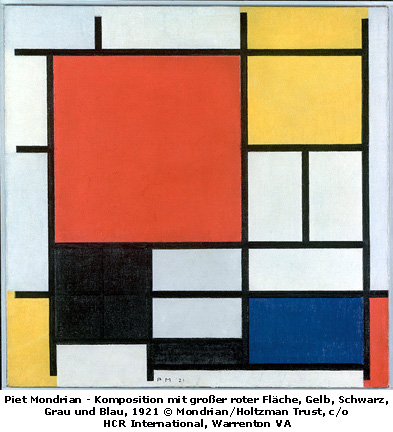 P M 21
Piet Mondrian - Komposition mit großer roter Fläche, Gelb, Schwarz,
Grau und Blau, 1921 © Mondrian/Holtzman Trust, c/o
HCR International, Warrenton VA